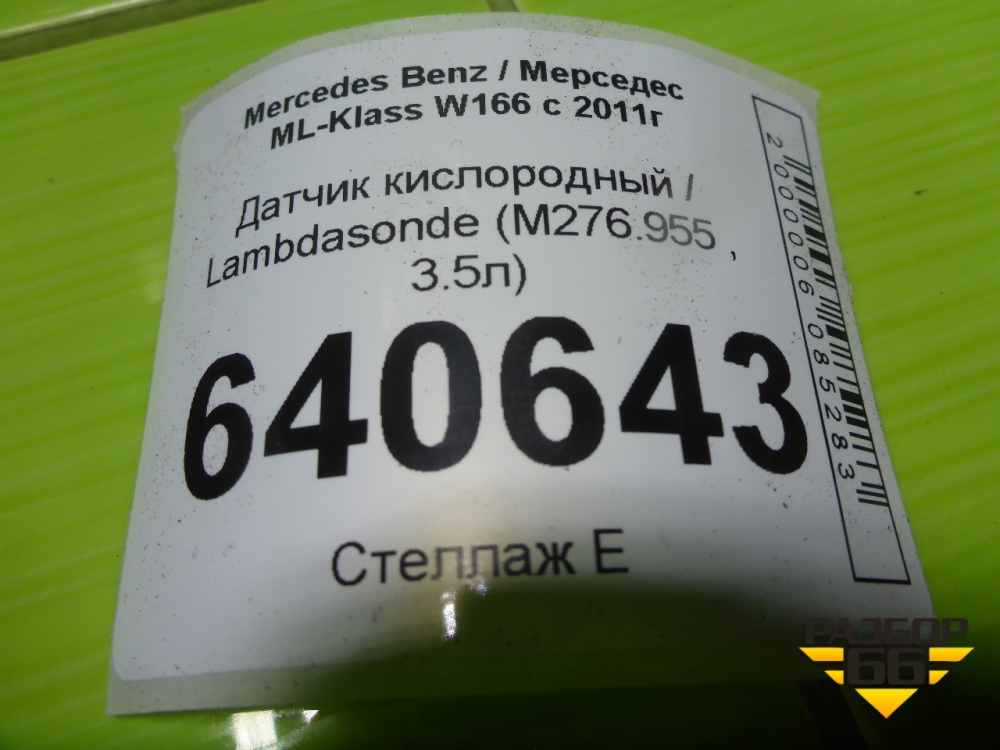 Mercedes Benz / Мерседес
ML-Klass W166 с 2011г
Датчик кислородный /
Lambdasonde (M276.955 ,
3.5л)
640643
Стеллаж Е
2000006085283
РАЗБОР
66